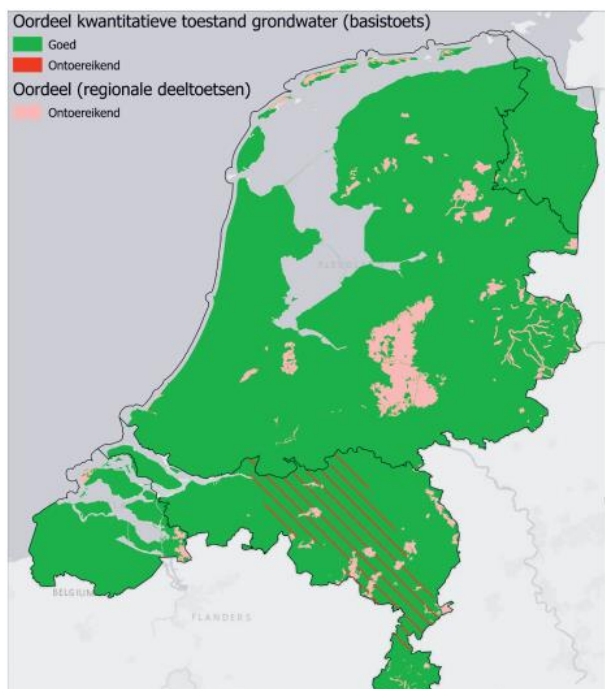 Oordeel kwantitatieve toestand grondwater (basistoets)
Goed
Ontoereikend
Oordeel (regionale deeltoetsen)
Ontoereikend
BELGIUM
FLANDERS